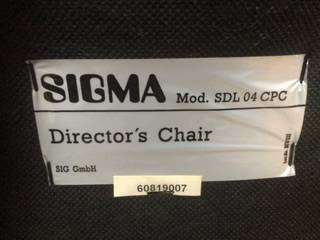 SIGMA Mod. SDL 04 CPC
Director's Chair
SIG GmbH
60819007